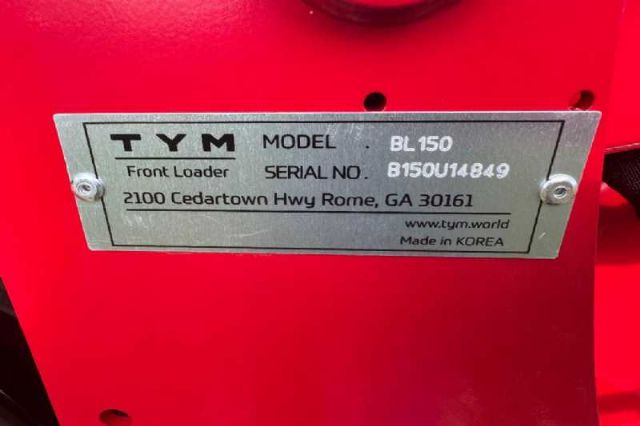 TYM MODEL . BL150
Front Loader SERIAL NO. B150U14849
2100 Cedartown Hwy Rome, GA 30161
www.tym.world
Made in KOREA